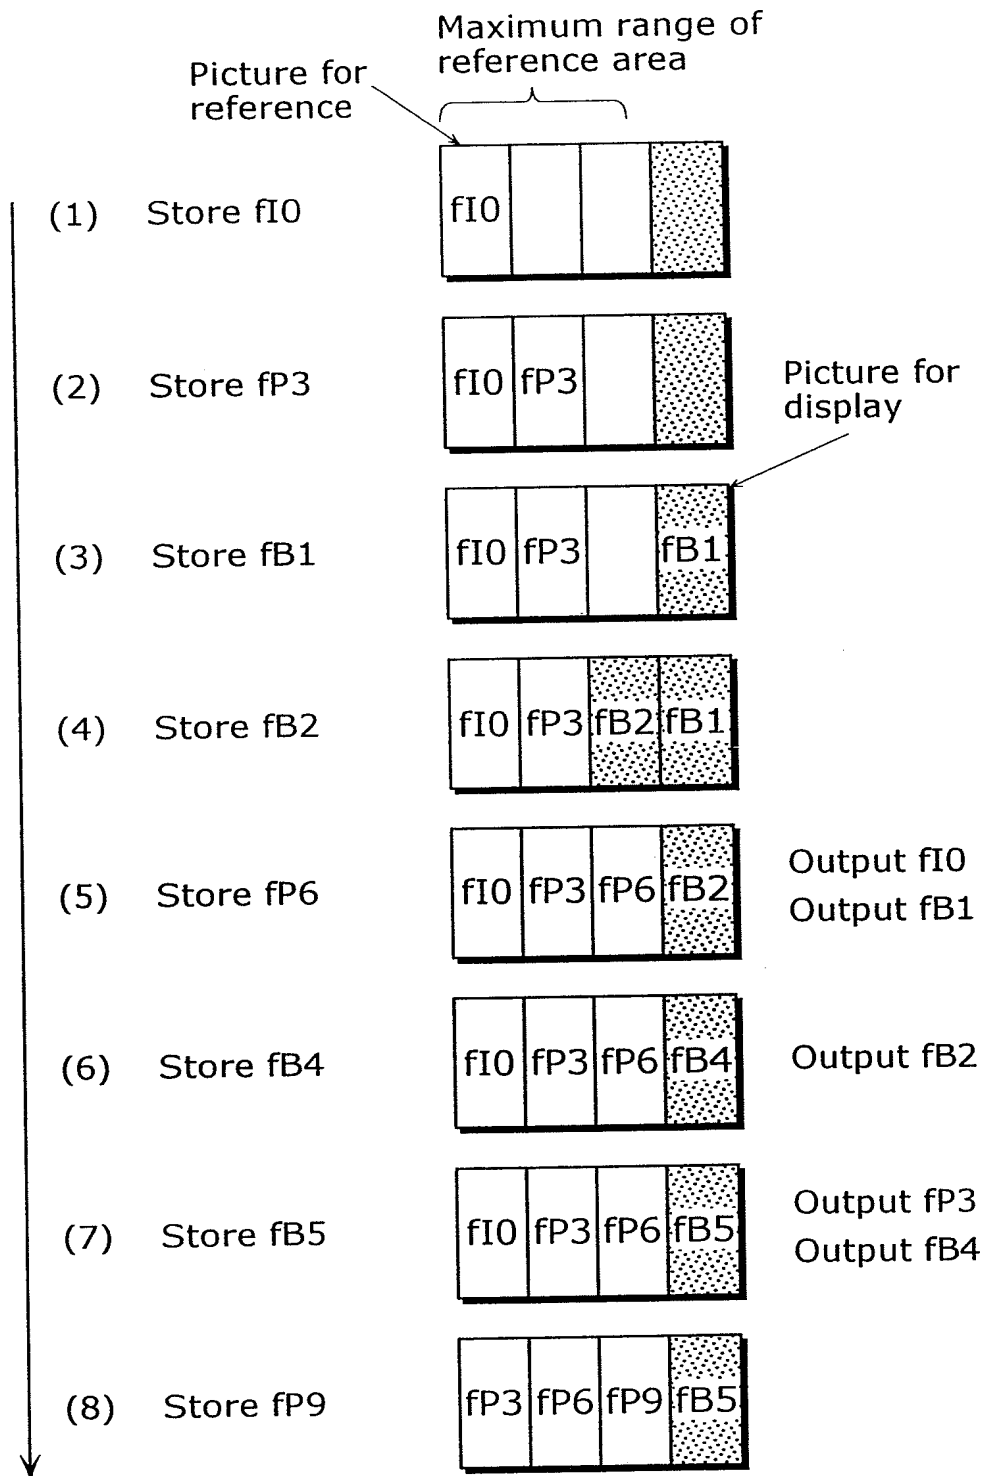 Maximum range of
reference area
Picture for
reference
(1) Store fI0
fI0
(2) Store fP3
fI0 fP3
Picture for
display
(3) Store fB1
fI0 fP3 fB1
(4) Store fB2
fI0 fP3 fB2 fB1
(5) Store fP6
fI0 fP3 fP6 fB2
Output fI0
Output fB1
(6) Store fB4
fI0 fP3 fP6 fB4
Output fB2
(7) Store fB5
fI0 fP3 fP6 fB5
Output fP3
Output fB4
(8) Store fP9
fP3 fP6 fP9 fB5